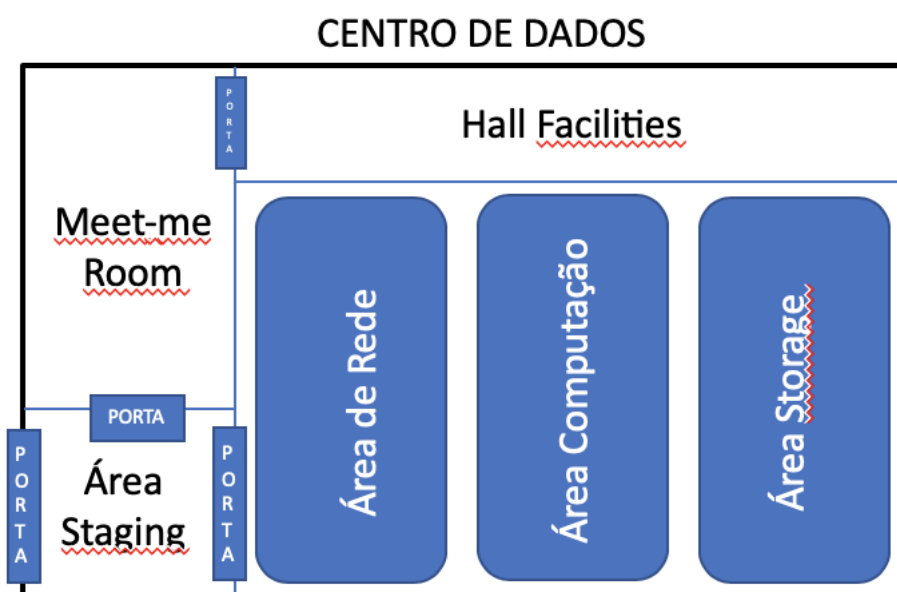 CENTRO DE DADOS
PORTA
Hall Facilities
Meet-me
Room
Área de Rede
Área Computação
Área Storage
PORTA
PORTA
Área
Staging
PORTA